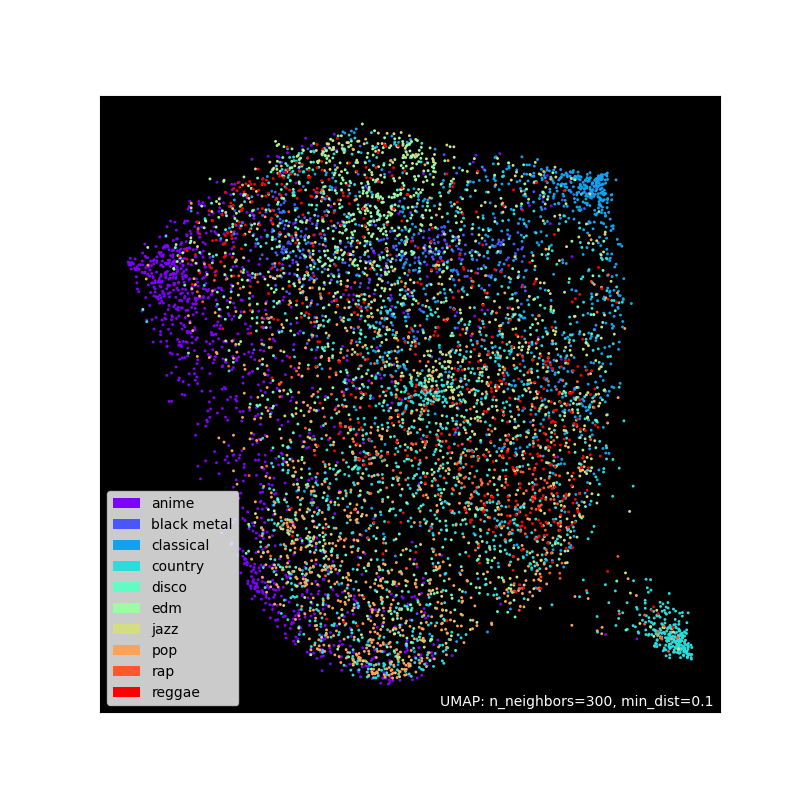 anime
black metal
classical
country
disco
edm
jazz
pop
rap
reggae
UMAP: n_neighbors=300, min_dist=0.1